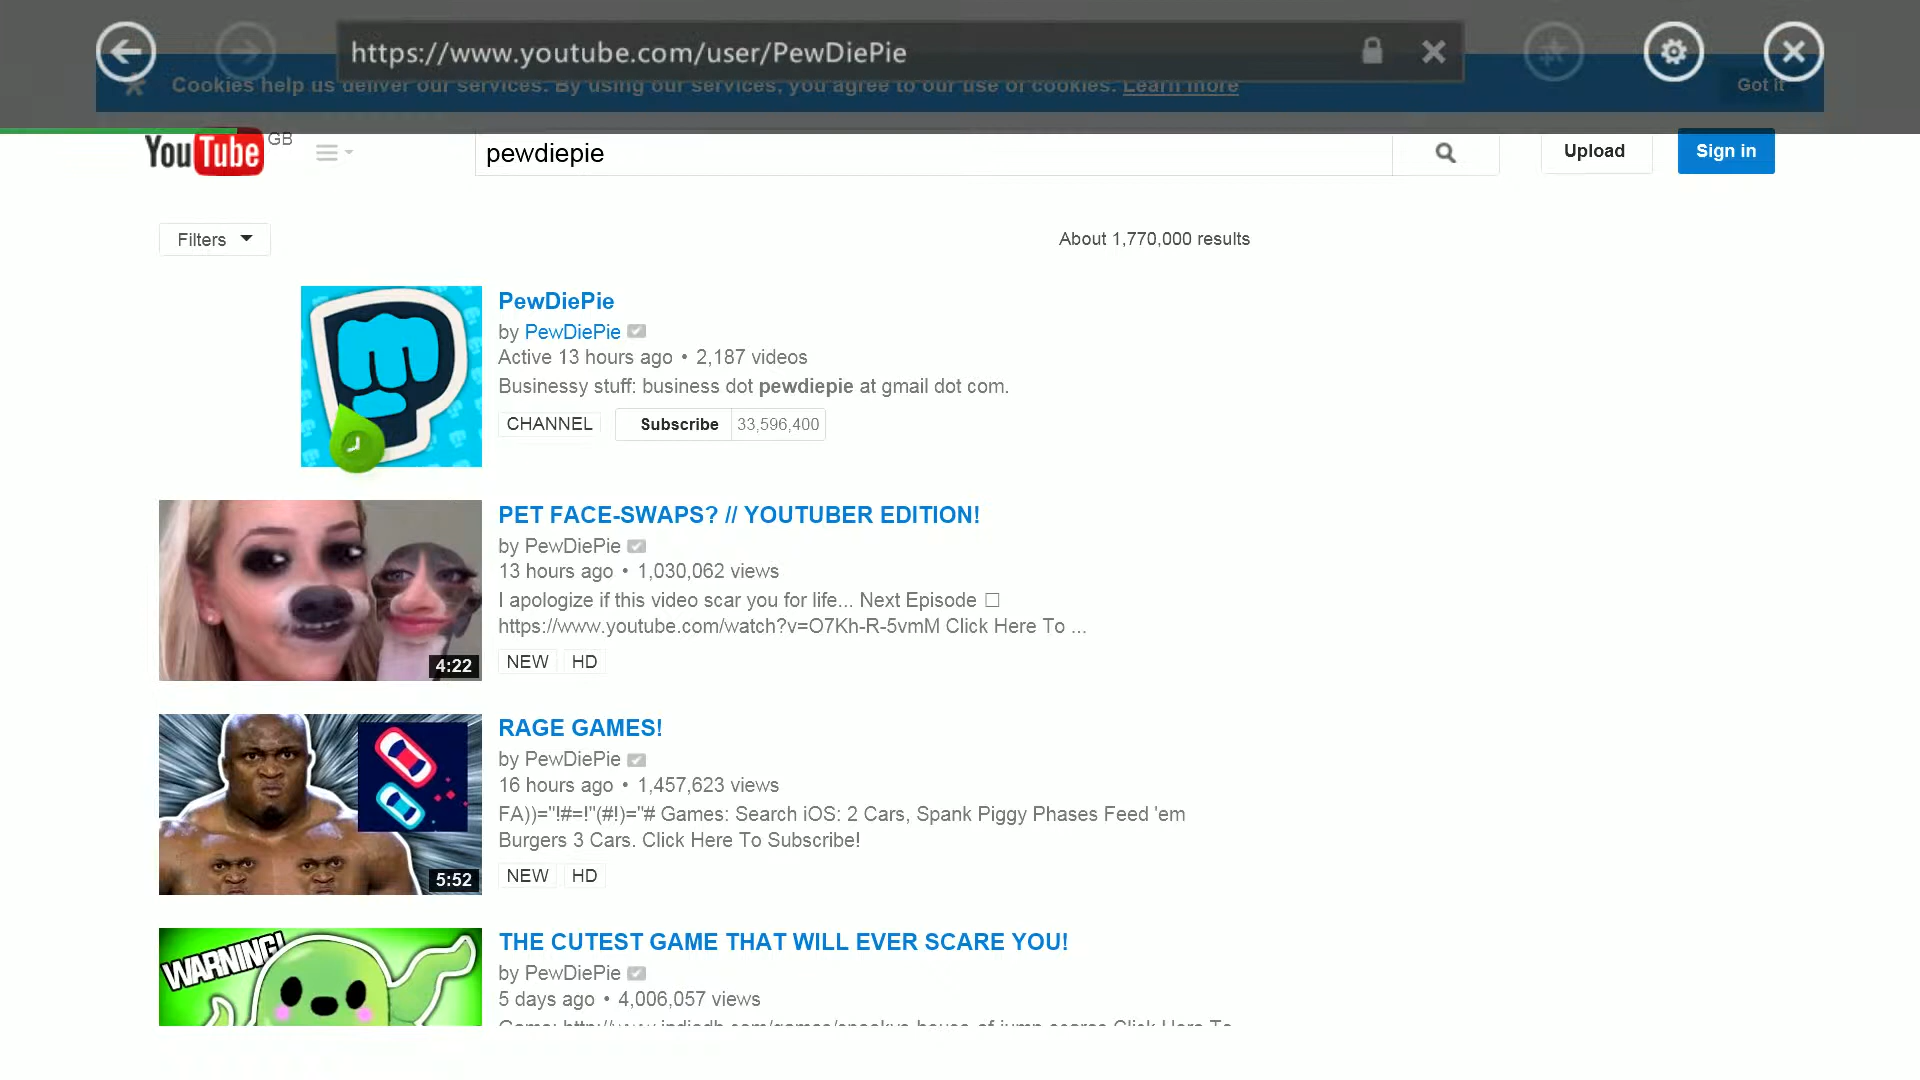 https://www.youtube.com/user/PewDiePie
Cookies help us deliver our services. By using our services, you agree to our use of cookies. Learn more
Got it
YouTube GB
pewdiepie
Upload
Sign in
Filters
About 1,770,000 results
PewDiePie
by PewDiePie
Active 13 hours ago • 2,187 videos
Businessy stuff: business dot pewdiepie at gmail dot com.
CHANNEL
Subscribe 33,596,400
PET FACE-SWAPS? // YOUTUBER EDITION!
by PewDiePie
13 hours ago • 1,030,062 views
I apologize if this video scar you for life... Next Episode □
https://www.youtube.com/watch?v=O7Kh-R-5vmM Click Here To ...
4:22
NEW HD
RAGE GAMES!
by PewDiePie
16 hours ago • 1,457,623 views
FA))="!#=!"(#!)="# Games: Search iOS: 2 Cars, Spank Piggy Phases Feed 'em
Burgers 3 Cars. Click Here To Subscribe!
5:52
NEW HD
WARNING!
THE CUTEST GAME THAT WILL EVER SCARE YOU!
by PewDiePie
5 days ago • 4,006,057 views